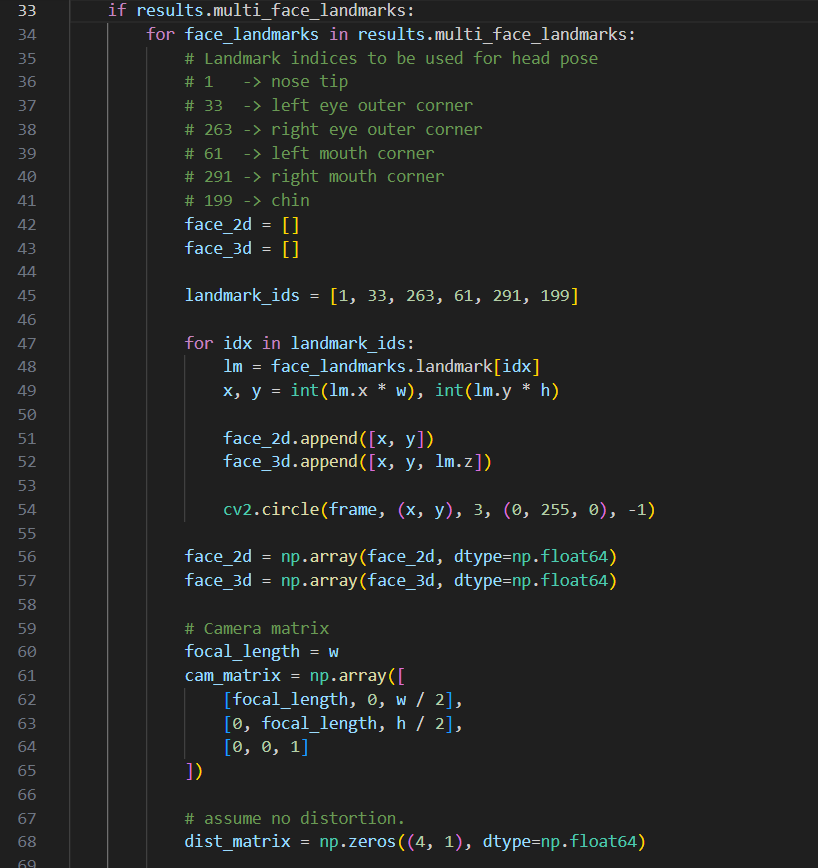 33 if results.multi_face_landmarks:
34 for face_landmarks in results.multi_face_landmarks:
35 # Landmark indices to be used for head pose
36 # 1   -> nose tip
37 # 33  -> left eye outer corner
38 # 263 -> right eye outer corner
39 # 61  -> left mouth corner
40 # 291 -> right mouth corner
41 # 199 -> chin
42 face_2d = []
43 face_3d = []
44
45 landmark_ids = [1, 33, 263, 61, 291, 199]
46
47 for idx in landmark_ids:
48 lm = face_landmarks.landmark[idx]
49 x, y = int(lm.x * w), int(lm.y * h)
50
51 face_2d.append([x, y])
52 face_3d.append([x, y, lm.z])
53
54 cv2.circle(frame, (x, y), 3, (0, 255, 0), -1)
55
56 face_2d = np.array(face_2d, dtype=np.float64)
57 face_3d = np.array(face_3d, dtype=np.float64)
58
59 # Camera matrix
60 focal_length = w
61 cam_matrix = np.array([
62 [focal_length, 0, w / 2],
63 [0, focal_length, h / 2],
64 [0, 0, 1]
65 ])
66
67 # assume no distortion.
68 dist_matrix = np.zeros((4, 1), dtype=np.float64)
69